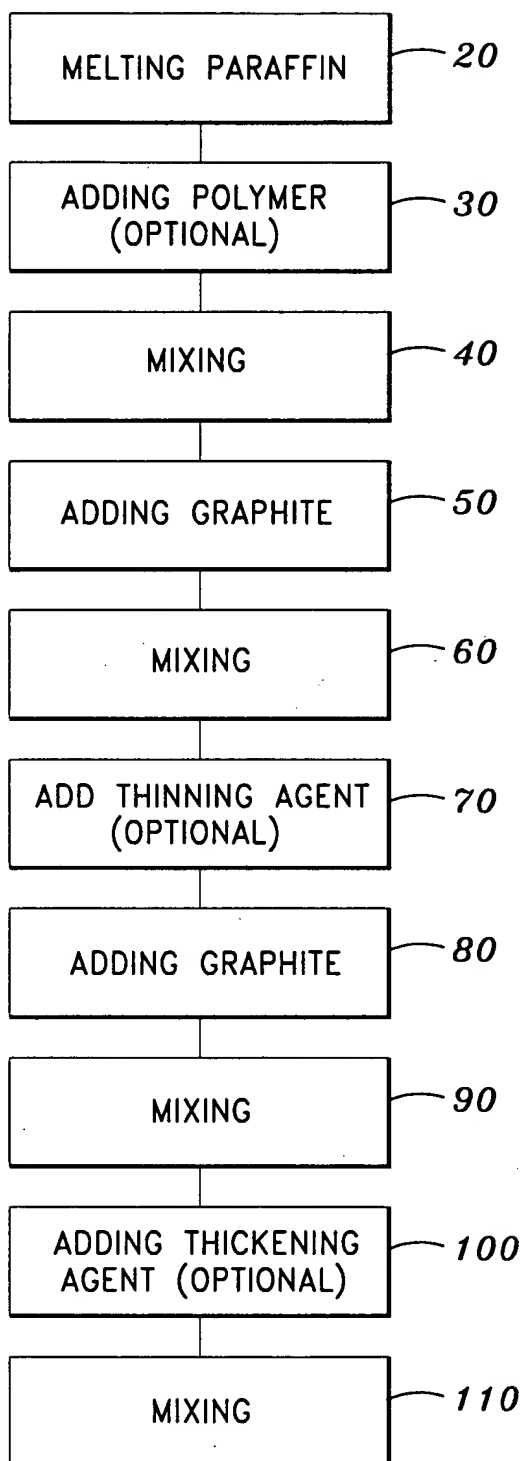 MELTING PARAFFIN 20
ADDING POLYMER 30
(OPTIONAL)
MIXING 40
ADDING GRAPHITE 50
MIXING 60
ADD THINNING AGENT 70
(OPTIONAL)
ADDING GRAPHITE 80
MIXING 90
ADDING THICKENING 100
AGENT (OPTIONAL)
MIXING 110